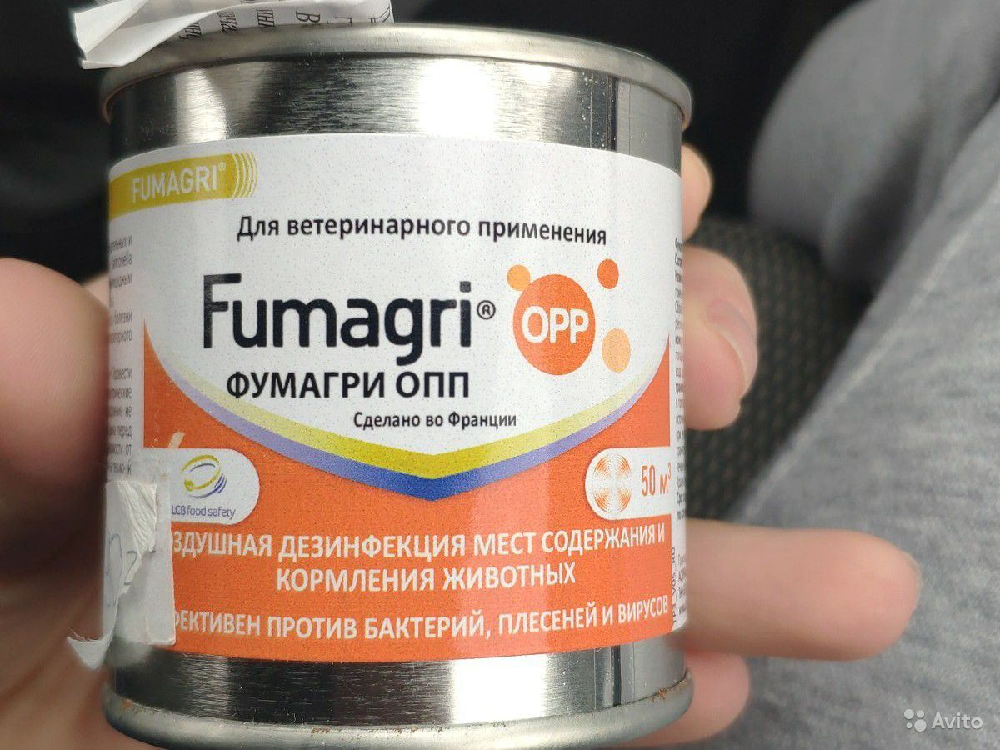 FUMAGRI®
Для ветеринарного применения
Fumagri® OPP
ФУМАГРИ ОПП
Сделано во Франции
LCB food safety
50 м³
ЗДУШНАЯ ДЕЗИНФЕКЦИЯ МЕСТ СОДЕРЖАНИЯ И
КОРМЛЕНИЯ ЖИВОТНЫХ
ФЕКТИВЕН ПРОТИВ БАКТЕРИЙ, ПЛЕСЕНЕЙ И ВИРУСОВ
Avito